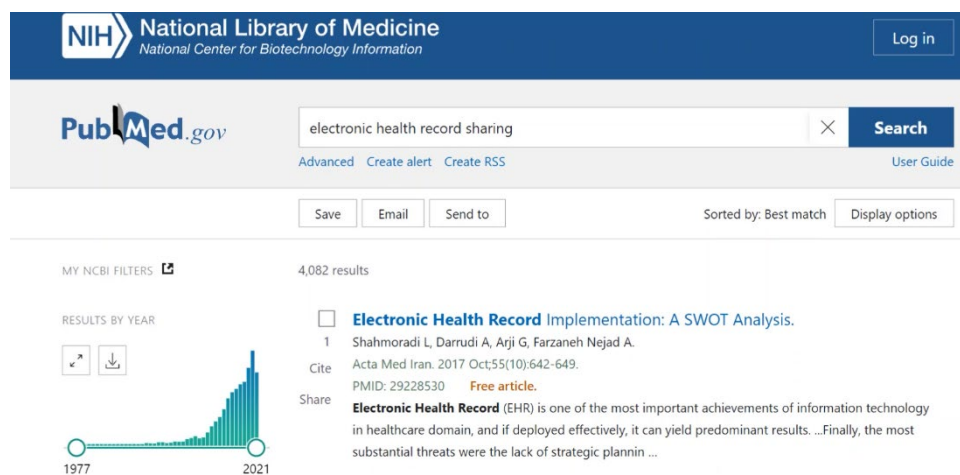 NIH
National Library of Medicine
National Center for Biotechnology Information
Log in
PubMed.gov
electronic health record sharing
Search
Advanced Create alert Create RSS
User Guide
Save Email Send to
Sorted by: Best match Display options
MY NCBI FILTERS
4,082 results
RESULTS BY YEAR
1977 2021
1
Cite
Share
Electronic Health Record Implementation: A SWOT Analysis.
Shahmoradi L, Darrudi A, Arji G, Farzaneh Nejad A.
Acta Med Iran. 2017 Oct;55(10):642-649.
PMID: 29228530 Free article.
Electronic Health Record (EHR) is one of the most important achievements of information technology
in healthcare domain, and if deployed effectively, it can yield predominant results. ...Finally, the most
substantial threats were the lack of strategic plannin ...